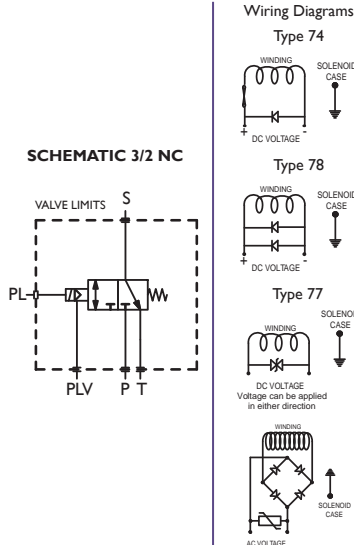 SCHEMATIC 3/2 NC
VALVE LIMITS
S
PL
PLV
P T
Wiring Diagrams
Type 74
WINDING
SOLENOID
CASE
+
-
DC VOLTAGE
Type 78
WINDING
SOLENOID
CASE
+
-
DC VOLTAGE
Type 77
WINDING
SOLENOI
CASE
DC VOLTAGE
Voltage can be applied
in either direction
WINDING
SOLENOID
CASE
AC VOLTAGE